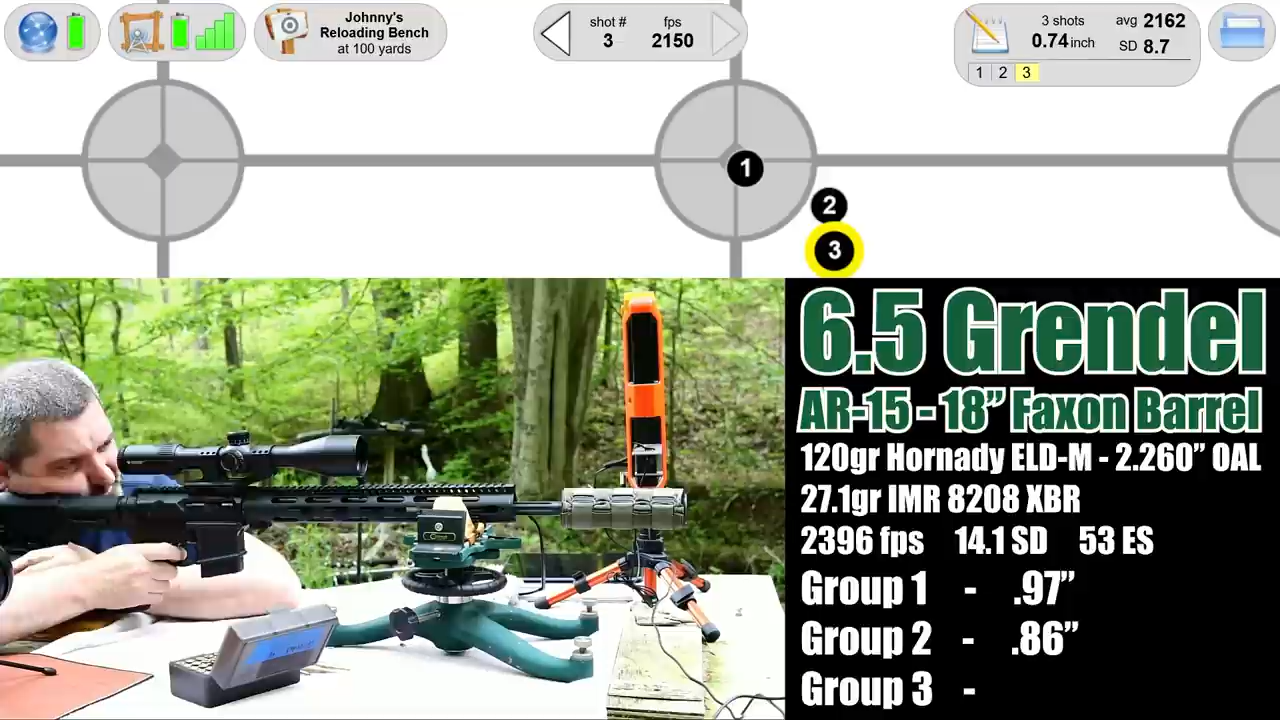 Johnny's
Reloading Bench
at 100 yards
shot # fps
3 2150
3 shots avg 2162
0.74 inch SD 8.7
1 2 3
1
2
3
6.5 Grendel
AR-15 - 18” Faxon Barrel
120gr Hornady ELD-M - 2.260” OAL
27.1gr IMR 8208 XBR
2396 fps 14.1 SD 53 ES
Group 1 - .97”
Group 2 - .86”
Group 3 -